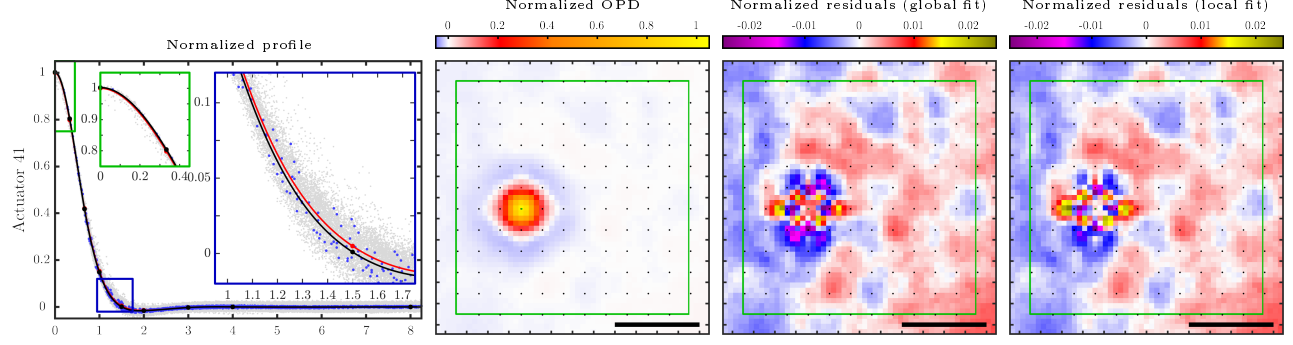 Normalized profile
Normalized OPD
Normalized residuals (global fit)
Normalized residuals (local fit)
0 0.2 0.4 0.6 0.8 1
-0.02 -0.01 0 0.01 0.02
-0.02 -0.01 0 0.01 0.02
Actuator 41
1
0.8
0.6
0.4
0.2
0
0 1 2 3 4 5 6 7 8
1
0.9
0.8
0 0.2 0.4
0.1
0.05
0
1 1.1 1.2 1.3 1.4 1.5 1.6 1.7